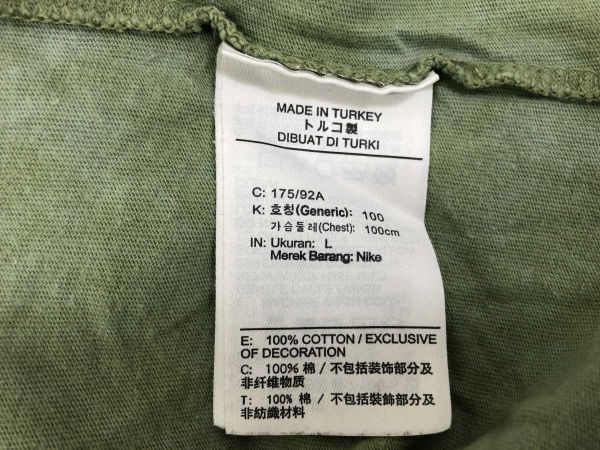 MADE IN TURKEY
トルコ製
DIBUAT DI TURKI
C: 175/92A
K: 호칭(Generic): 100
가슴둘레(Chest): 100cm
IN: Ukuran: L
Merek Barang: Nike
E: 100% COTTON / EXCLUSIVE
OF DECORATION
C: 100% 棉 / 不包括装饰部分及
非纤维物质
T: 100% 棉 / 不包括裝飾部分及
非紡織材料